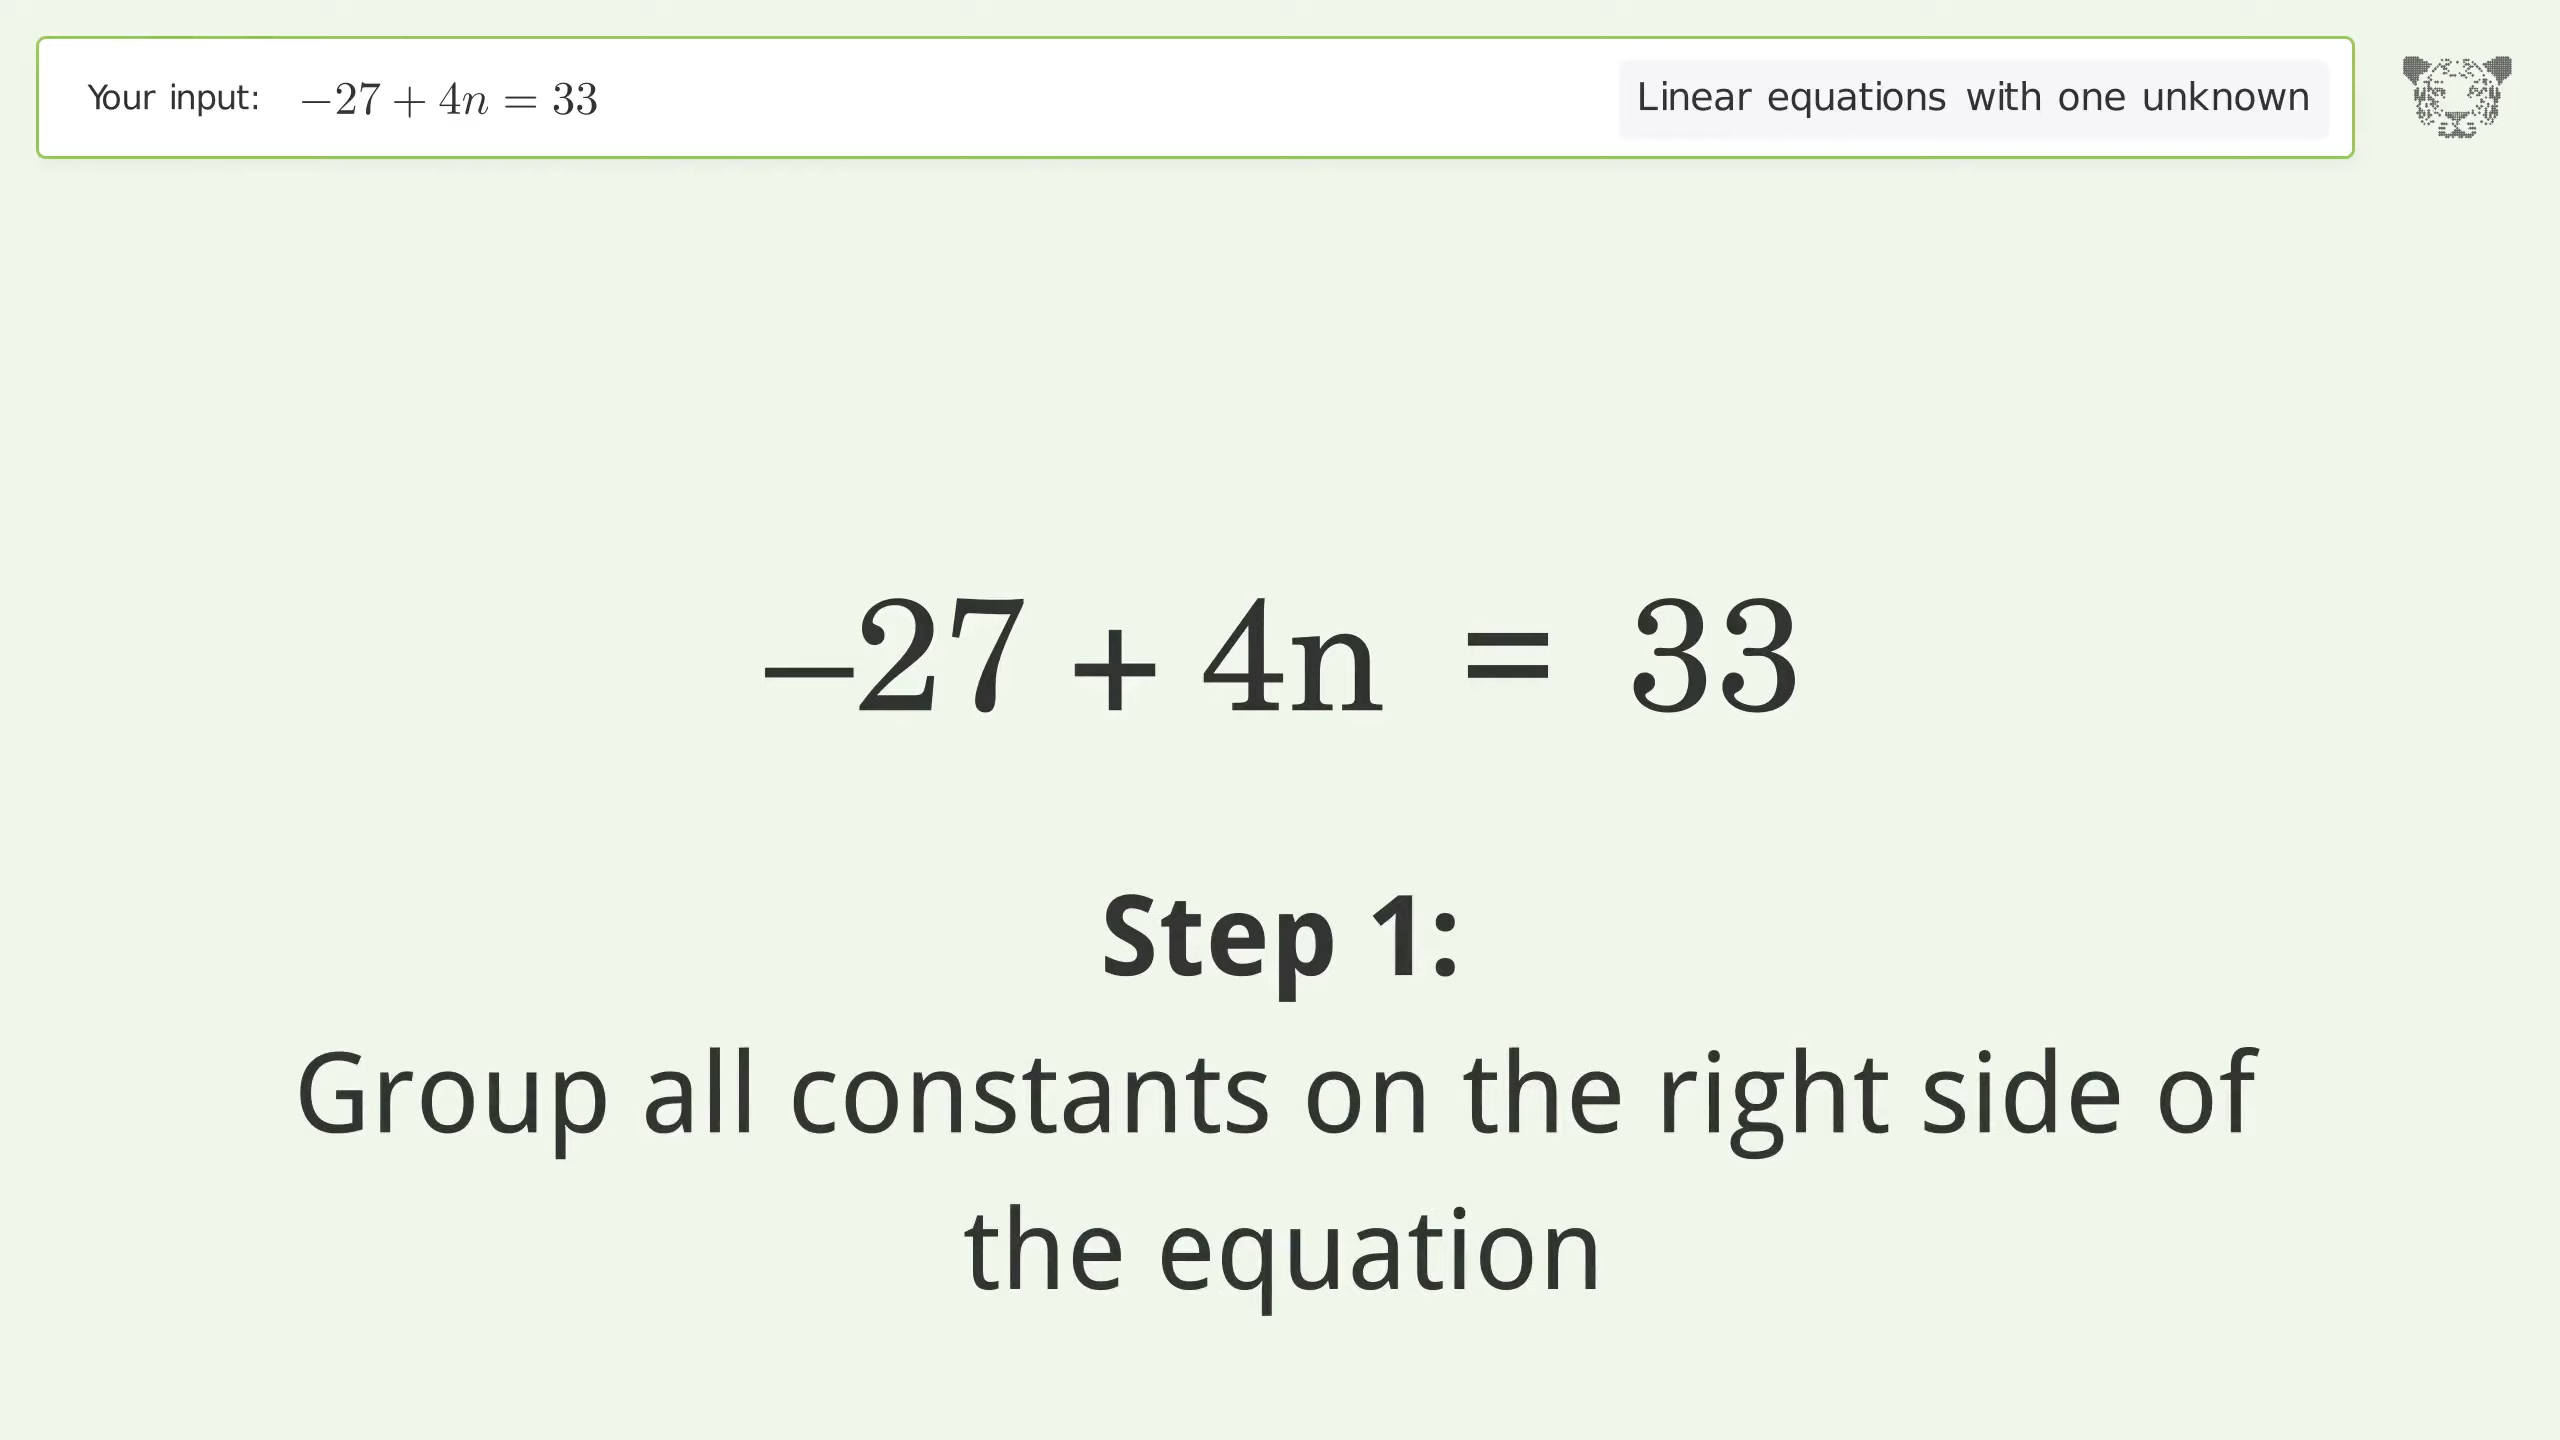 Your input: −27 + 4n = 33
Linear equations with one unknown
−27 + 4n = 33
Step 1:
Group all constants on the right side of
the equation